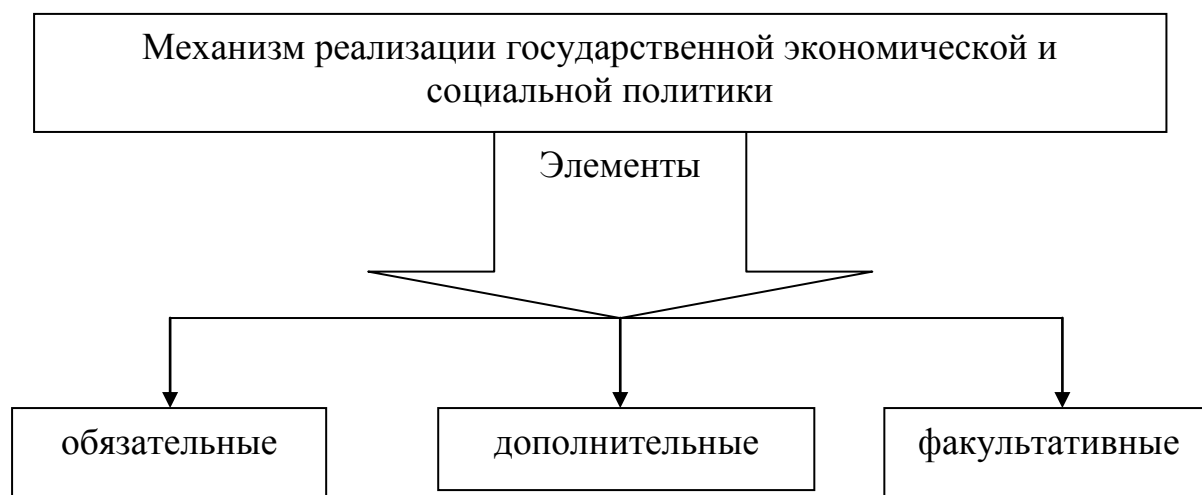 Механизм реализации государственной экономической и
социальной политики
Элементы
обязательные
дополнительные
факультативные